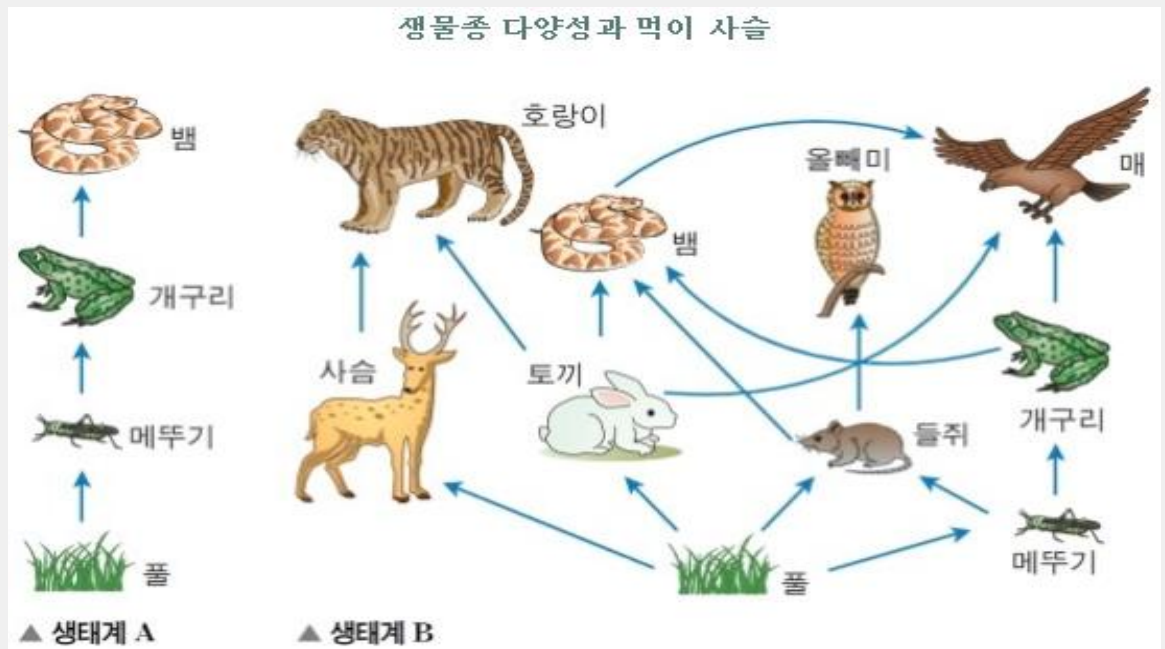 생물종 다양성과 먹이 사슬
뱀
개구리
메뚜기
풀
▲ 생태계 A
호랑이
올빼미
매
뱀
사슴
토끼
들쥐
개구리
메뚜기
풀
▲ 생태계 B